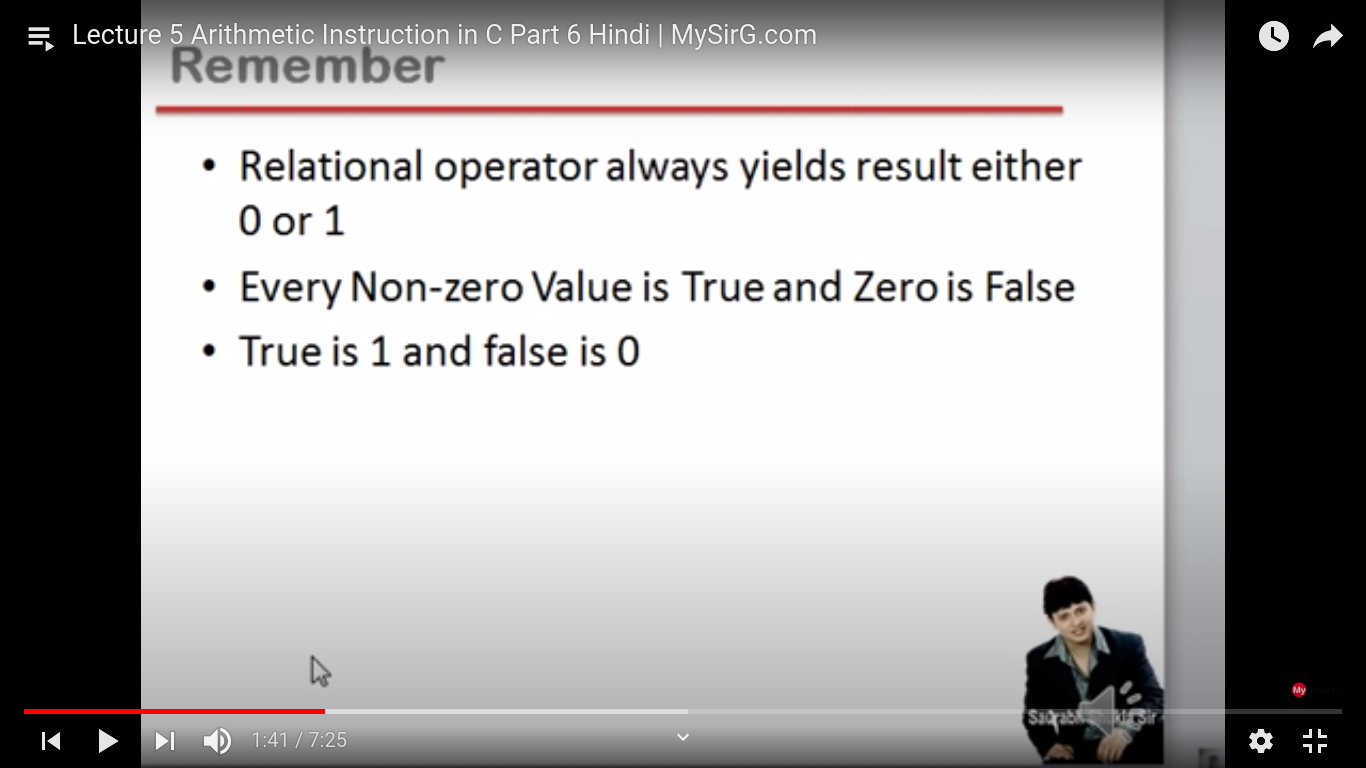 Lecture 5 Arithmetic Instruction in C Part 6 Hindi | MySirG.com
Remember
• Relational operator always yields result either
0 or 1
• Every Non-zero Value is True and Zero is False
• True is 1 and false is 0
My
Saurabh Shukla Sir
1:41 / 7:25